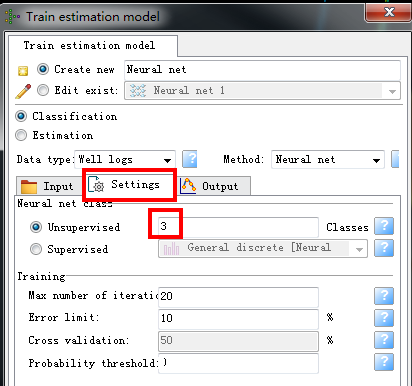 Train estimation model
Train estimation model
Create new Neural net
Edit exist: Neural net 1
Classification
Estimation
Data type: Well logs Method: Neural net
Input Settings Output
Neural net class
Unsupervised 3 Classes
Supervised General discrete [Neural
Training
Max number of iteratio 20
Error limit: 10 %
Cross validation: 50 %
Probability threshold: